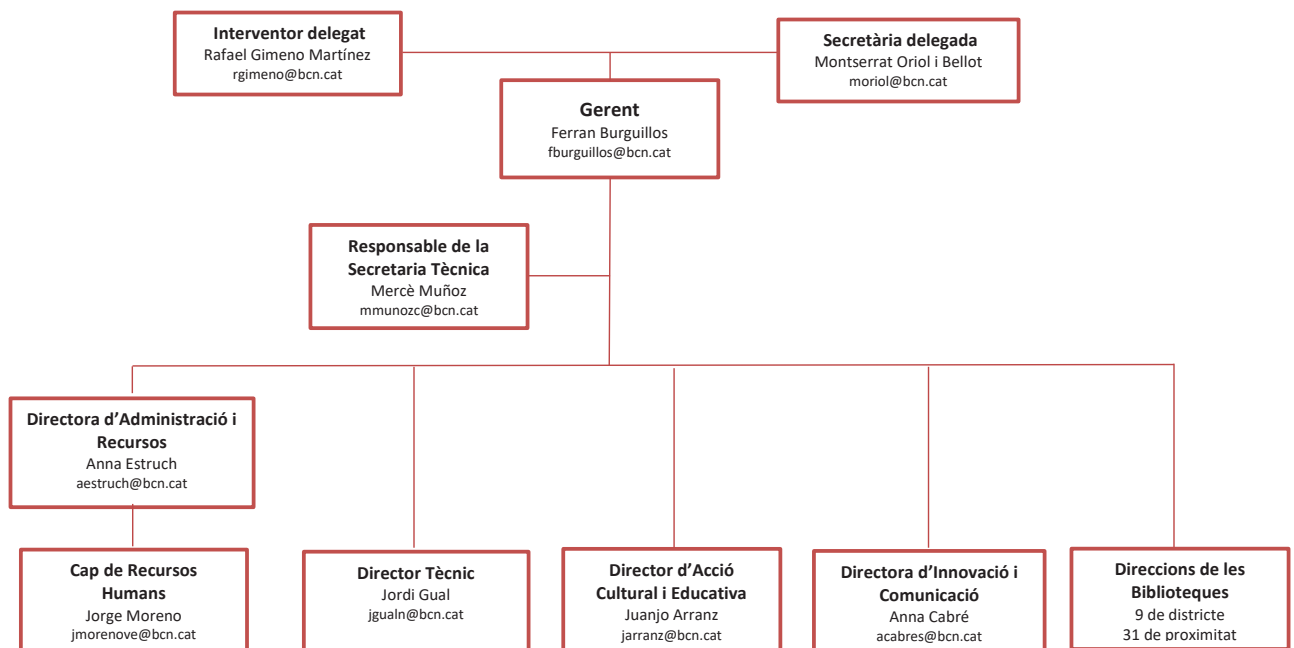 Interventor delegat
Rafael Gimeno Martínez
rgimeno@bcn.cat
Secretària delegada
Montserrat Oriol i Bellot
moriol@bcn.cat
Gerent
Ferran Burguillos
fburguillos@bcn.cat
Responsable de la
Secretaria Tècnica
Mercè Muñoz
mmunozc@bcn.cat
Directora d’Administració i
Recursos
Anna Estruch
aestruch@bcn.cat
Cap de Recursos
Humans
Jorge Moreno
jmorenove@bcn.cat
Director Tècnic
Jordi Gual
jgualn@bcn.cat
Director d’Acció
Cultural i Educativa
Juanjo Arranz
jarranz@bcn.cat
Directora d’Innovació i
Comunicació
Anna Cabré
acabres@bcn.cat
Direccions de les
Biblioteques
9 de districte
31 de proximitat